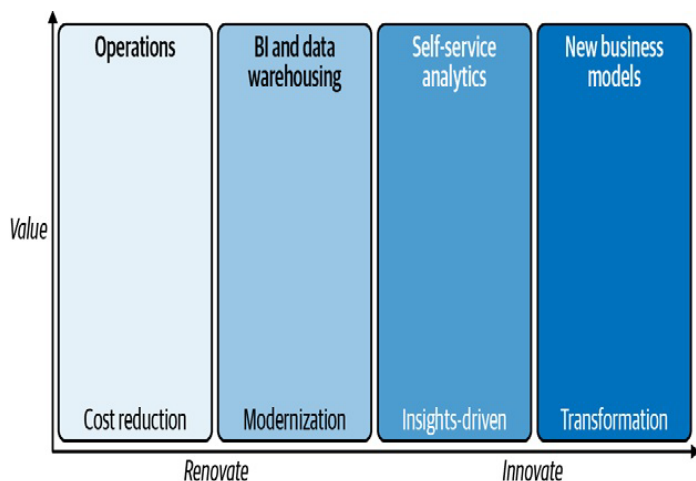 Operations
BI and data
warehousing
Self-service
analytics
New business
models
Value
Cost reduction
Modernization
Insights-driven
Transformation
Renovate
Innovate